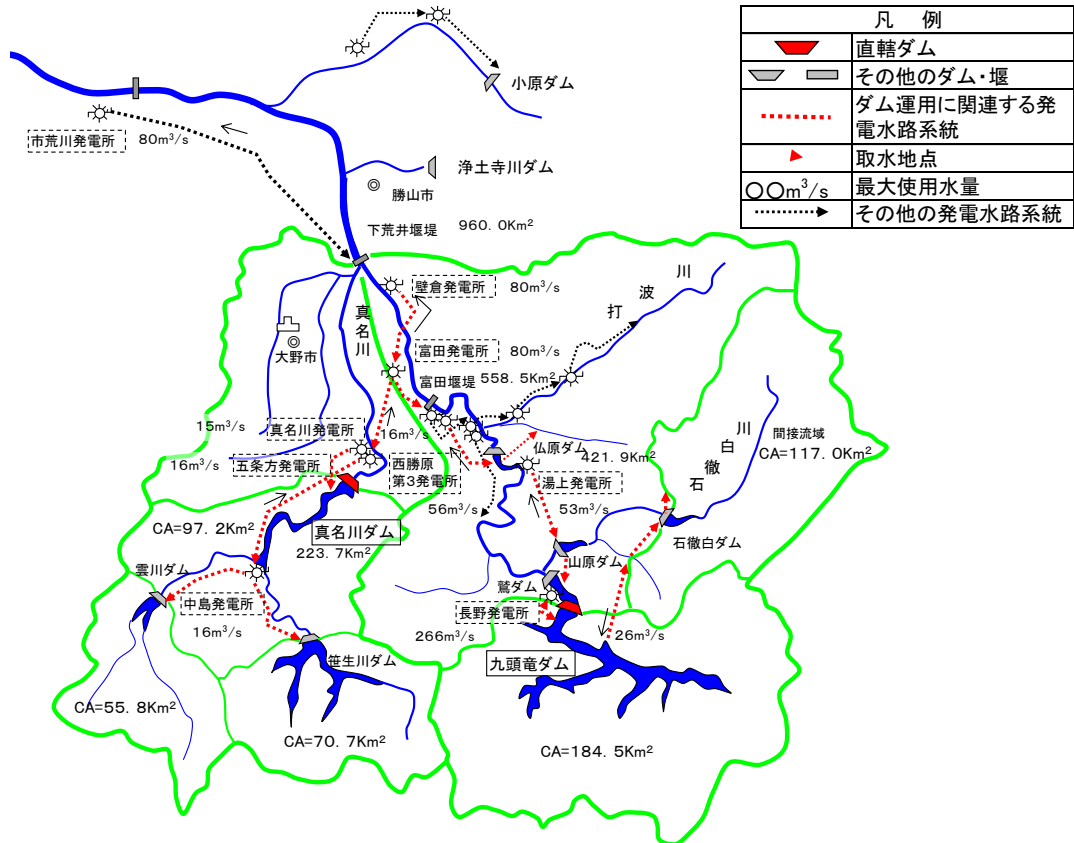 凡　例
直轄ダム
その他のダム・堰
ダム運用に関連する発
電水路系統
取水地点
○○m³/s
最大使用水量
その他の発電水路系統
小原ダム
市荒川発電所
80m³/s
浄土寺川ダム
勝山市
下荒井堰堤
960. 0Km²
壁倉発電所
80m³/s
打波川
真名川
大野市
富田発電所
80m³/s
富田堰堤
558. 5Km²
15m³/s
真名川発電所
16m³/s
16m³/s
五条方発電所
西勝原
第3発電所
仏原ダム
421. 9Km²
石徹白川
間接流域
CA=117. 0Km²
湯上発電所
56m³/s
53m³/s
CA=97. 2Km²
真名川ダム
223. 7Km²
石徹白ダム
山原ダム
雲川ダム
鷲ダム
中島発電所
長野発電所
16m³/s
266m³/s
26m³/s
笹生川ダム
九頭竜ダム
CA=55. 8Km²
CA=70. 7Km²
CA=184. 5Km²